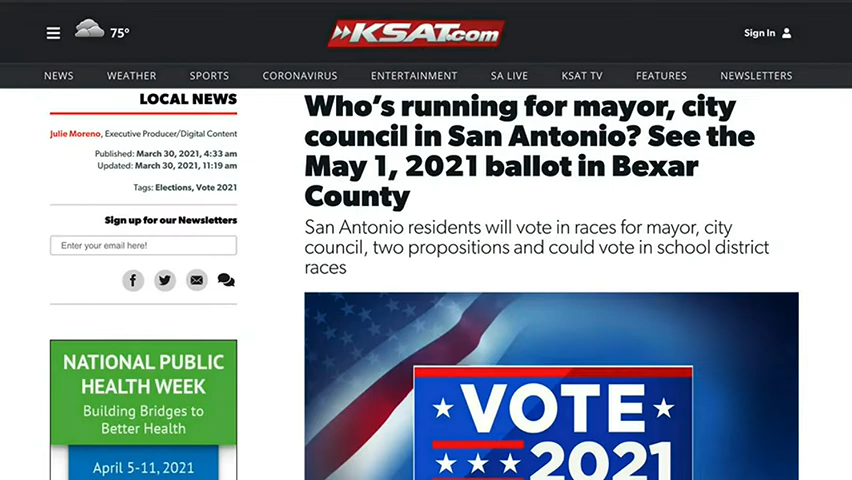 75°
KSAT.com
Sign In
NEWS WEATHER SPORTS CORONAVIRUS ENTERTAINMENT SA LIVE KSAT TV FEATURES NEWSLETTERS
LOCAL NEWS
Julie Moreno, Executive Producer/Digital Content
Published: March 30, 2021, 4:33 am
Updated: March 30, 2021, 11:19 am
Tags: Elections, Vote 2021
Sign up for our Newsletters
Enter your email here!
NATIONAL PUBLIC
HEALTH WEEK
Building Bridges to
Better Health
April 5-11, 2021
Who's running for mayor, city
council in San Antonio? See the
May 1, 2021 ballot in Bexar
County
San Antonio residents will vote in races for mayor, city
council, two propositions and could vote in school district
races
VOTE
2021